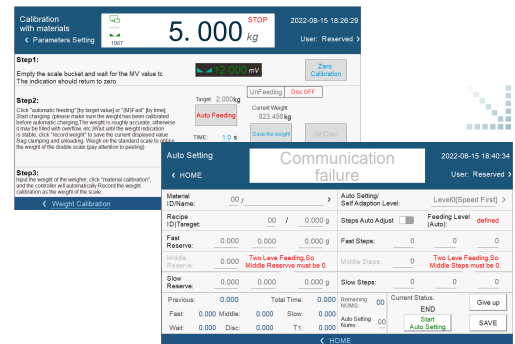 Calibration
with materials
Parameters Setting
1987
5. 000 kg
STOP
2022-08-15 18:26:29
User: Reserved >
Step1:
Empty the scale bucket and wait for the MV value to
The indication should return to zero
12.000 mV
Zero
Calibration
UnFeeding Disc OFF
Step2:
Click "automatic feeding" [by target value] or "(M)Fast" [by time],
Start charging. (please make sure the weight has been calibrated
before automatic charging,The weight is roughly accurate, otherwise
it may be filled with overflow, etc.)Wait until the weight indication
is stable, click "record weight" to save the current displayed value
Bag clamping and unloading. Weigh on the standard scale to obtain
the weight of the double scale (pay attention to peeling)
Target 2.000kg
Auto Feeding
TIME: 1.0 s
Current Weight
823.456kg
Save the weight
(M)Disc
Step3:
Input the weight of the weigher, click "material calibration",
and the controller will automatically Record the weight
calibration as the weight of the scale.
Weight Calibration
Auto Setting
HOME
Communication
failure
2022-08-15 18:40:34
User: Reserved >
Material
ID/Name: 00 / >
Auto Setting/
Self Adaption Level: Level0[Speed First] >
Recipe
ID|Tareget: 00 / 0.000 g
Steps Auto Adjust
Feeding Level
(Auto): defined
Fast
Reserve: 0.000 0.000 0.000 g
Fast Steps: 0 0 0
Middle
Reserve: 0.000
Two Leve Feeding,So
Middle Reserve must be 0.
Middle Steps: 0
Two Leve Feeding,So
Middle Steps must be 0.
Slow
Reserve: 0.000 0.000 0.000 g
Slow Steps: 0 0 0
Previous: 0.000 Total Time: 0.000
Fast: 0.000 Middle: 0.000 Slow: 0.000
Wait: 0.000 Disc: 0.000 T1: 0.000
Remaining
NUMS: 00
Auto Setting
Nums: 00
Current Status:
END
Start
Auto Setting
Give up
SAVE
HOME